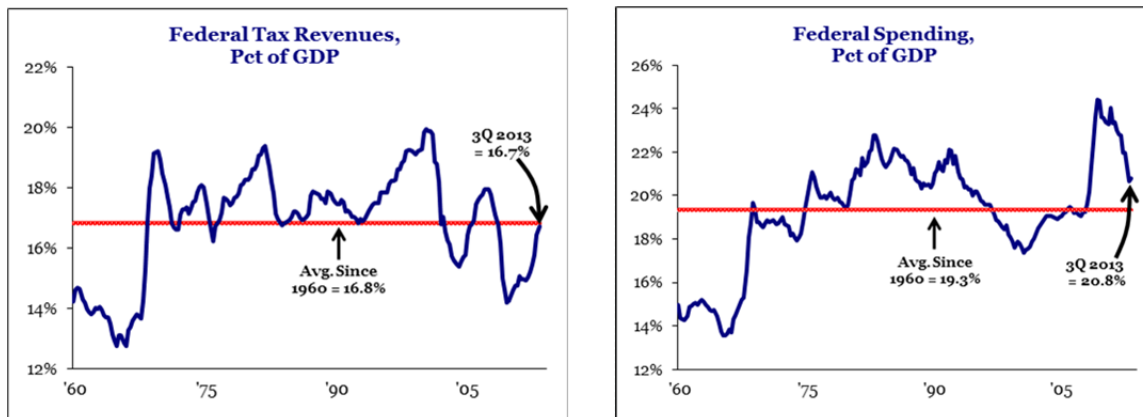 Federal Tax Revenues,
Pct of GDP
22%
20%
18%
16%
14%
12%
3Q 2013
= 16.7%
Avg. Since
1960 = 16.8%
'60
'75
'90
'05
Federal Spending,
Pct of GDP
26%
24%
22%
20%
18%
16%
14%
12%
Avg. Since
1960 = 19.3%
3Q 2013
= 20.8%
'60
'75
'90
'05